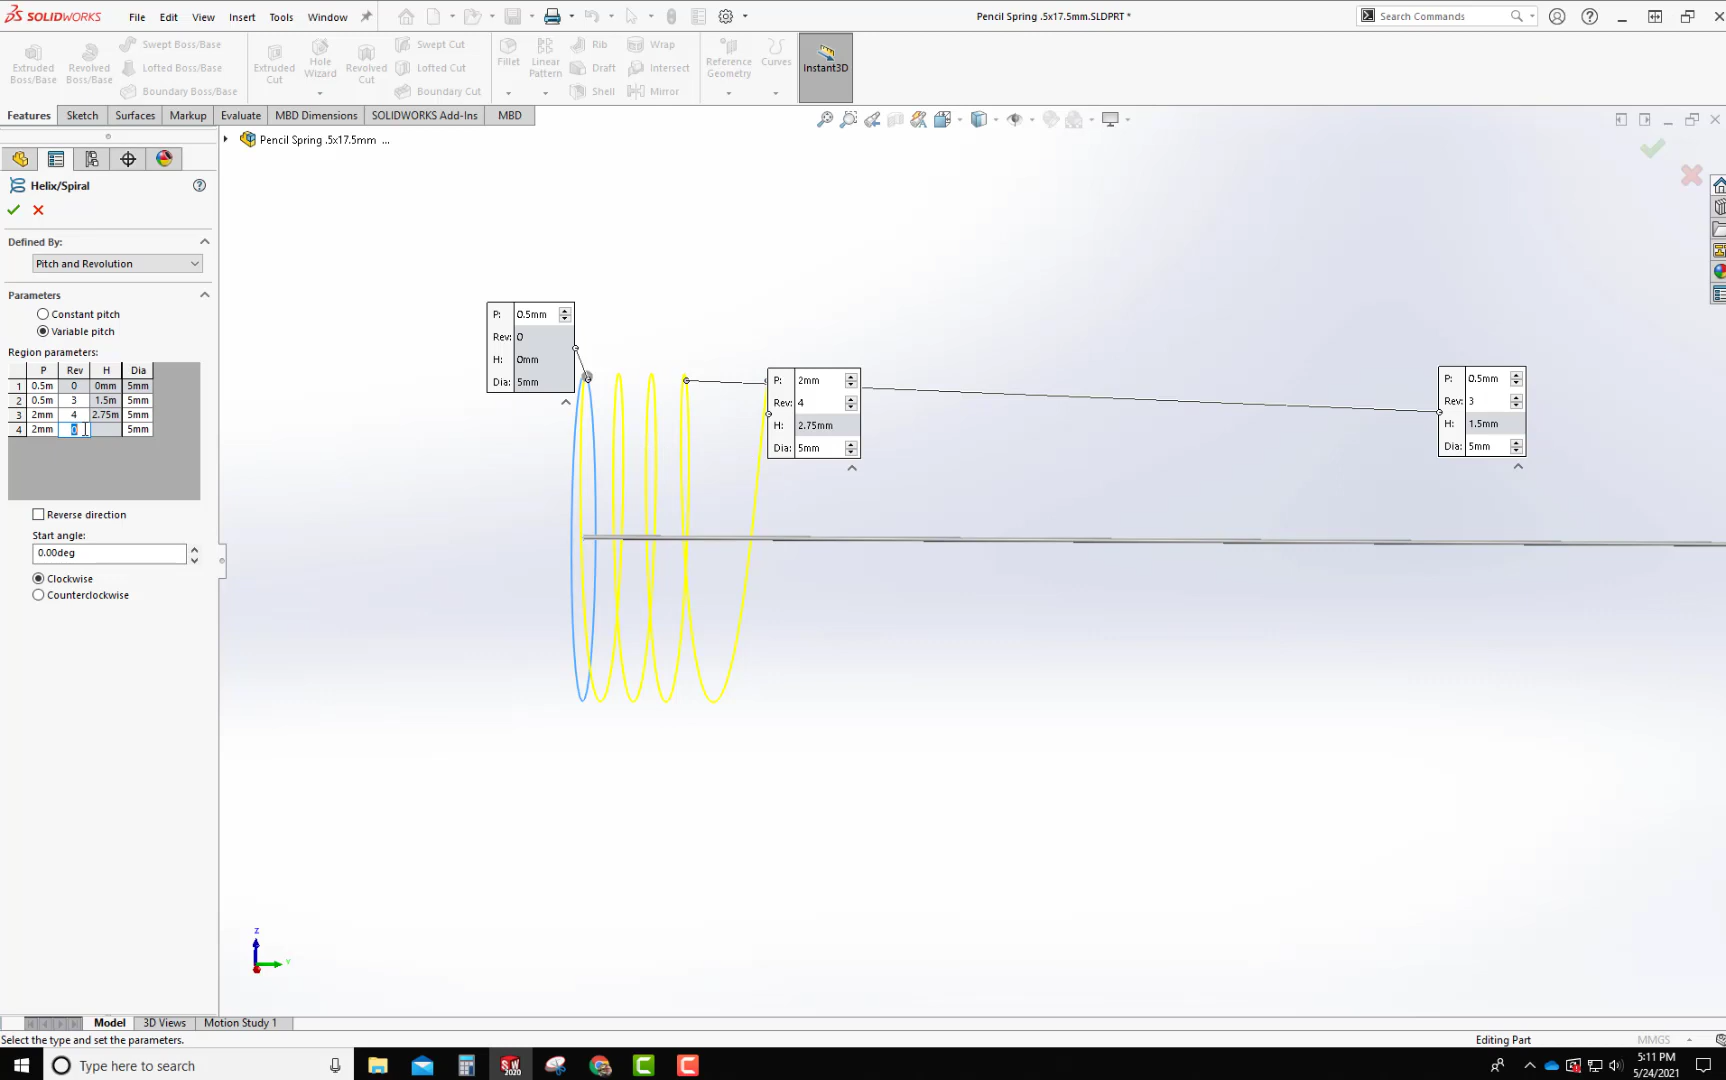 SOLIDWORKS File Edit View Insert Tools Window Pencil Spring .5x17.5mm.SLDPRT * Search Commands
Extruded Boss/Base
Revolved Boss/Base
Swept Boss/Base
Lofted Boss/Base
Boundary Boss/Base
Extruded Cut
Hole Wizard
Revolved Cut
Swept Cut
Lofted Cut
Boundary Cut
Fillet
Linear Pattern
Rib
Draft
Shell
Wrap
Intersect
Mirror
Reference Geometry
Curves
Instant3D
Features Sketch Surfaces Markup Evaluate MBD Dimensions SOLIDWORKS Add-Ins MBD
Pencil Spring .5x17.5mm ...
Helix/Spiral
Defined By:
Pitch and Revolution
Parameters
Constant pitch
Variable pitch
Region parameters:
P Rev H Dia
1 0.5m 0 0mm 5mm
2 0.5m 3 1.5m 5mm
3 2mm 4 2.75m 5mm
4 2mm 0 5mm
Reverse direction
Start angle:
0.00deg
Clockwise
Counterclockwise
P: 0.5mm
Rev: 0
H: 0mm
Dia: 5mm
P: 2mm
Rev: 4
H: 2.75mm
Dia: 5mm
P: 0.5mm
Rev: 3
H: 1.5mm
Dia: 5mm
Z
Y
Model 3D Views Motion Study 1
Select the type and set the parameters. Editing Part MMGS
Type here to search
SW
2020
5:11 PM
5/24/2021